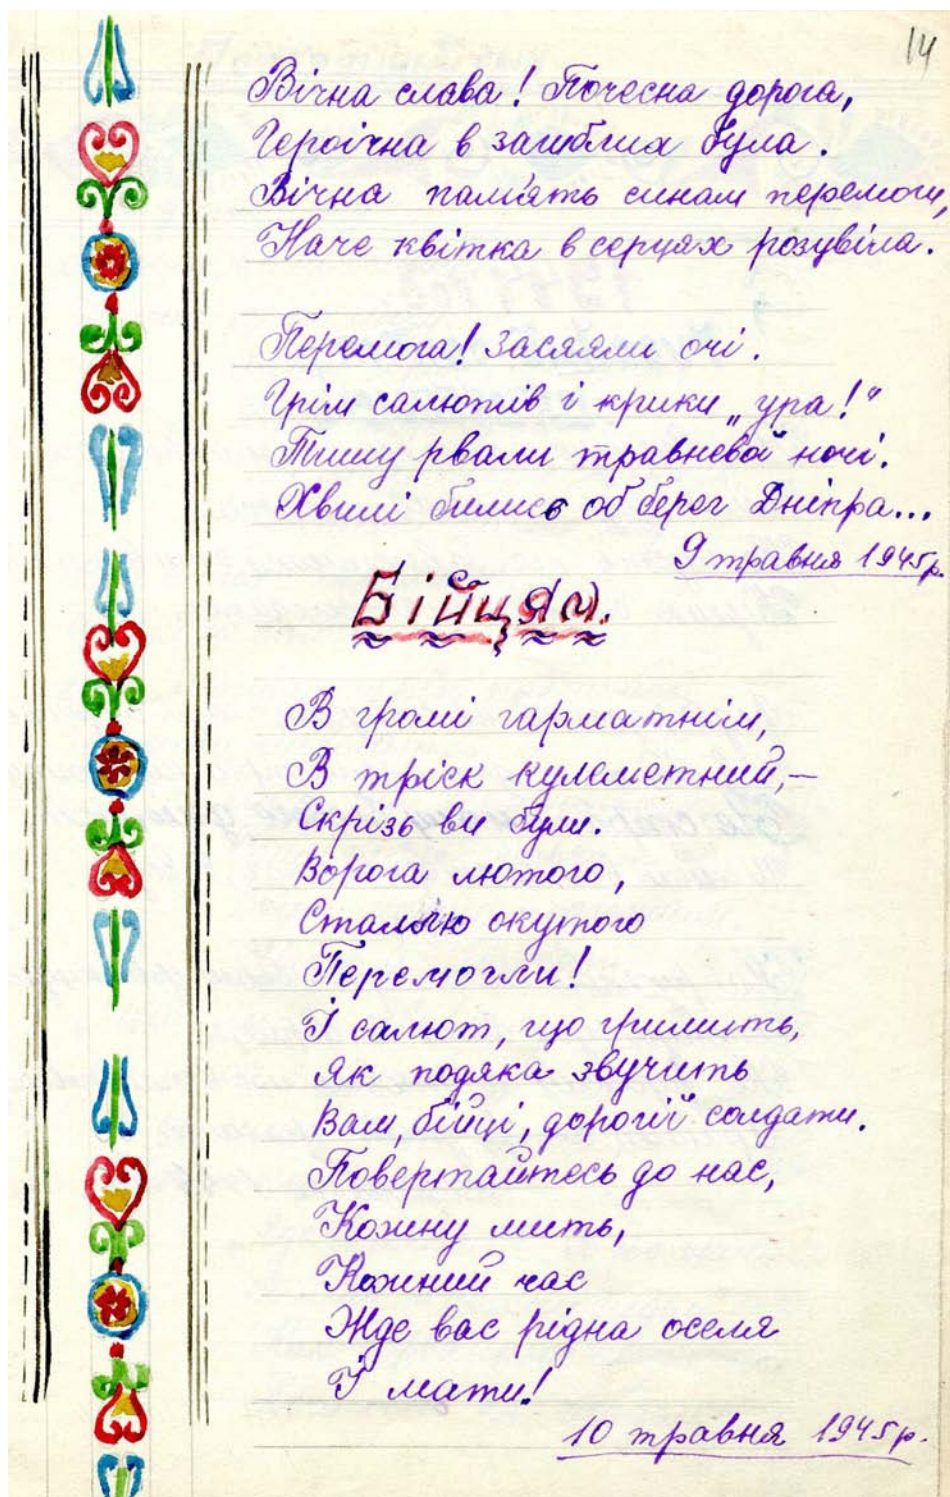 14
Вічна слава! Почесна дорога,
Героїчна в загиблих була.
Вічна пам'ять синам перемоги,
Наче квітка в серцях розцвіла.
Перемога! Засяяли очі.
Грім салютів і крики „ура!"
Тишу рвали травневої ночі.
Хвилі бились об берег Дніпра...
9 травня 1945р.
Бійцям.
В громі гарматнім,
В тріск кулеметний,—
Скрізь ви були.
Ворога лютого,
Сталлю окутого
Перемогли!
І салют, що гримить,
Як подяка звучить
Вам, бійці, дорогії солдати.
Повертайтесь до нас,
Кожну мить,
Кожний час
Жде вас рідна оселя
І мати!
10 травня 1945р.